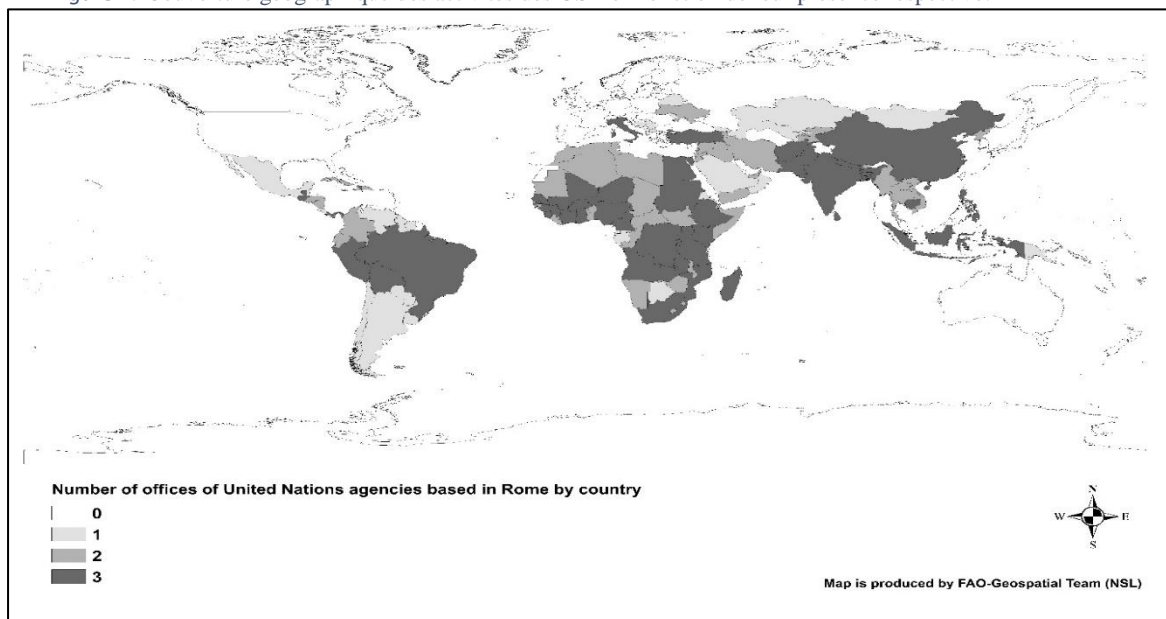 Number of offices of United Nations agencies based in Rome by country
0
1
2
3
N
W E
S
Map is produced by FAO-Geospatial Team (NSL)